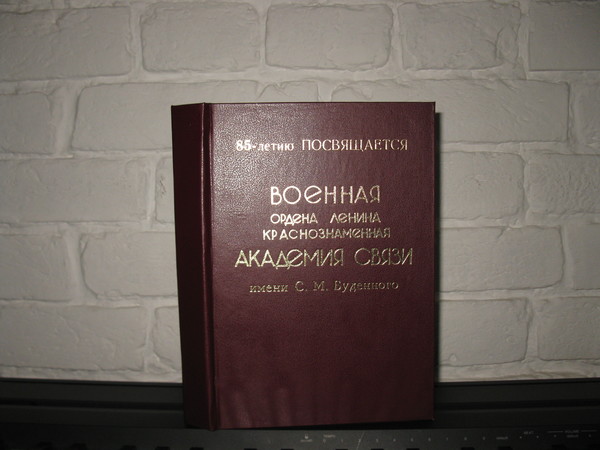 85-летию ПОСВЯЩАЕТСЯ
ВОЕННАЯ
ОРДЕНА ЛЕНИНА
КРАСНОЗНАМЕННАЯ
АКАДЕМИЯ СВЯЗИ
имени С. М. Буденного